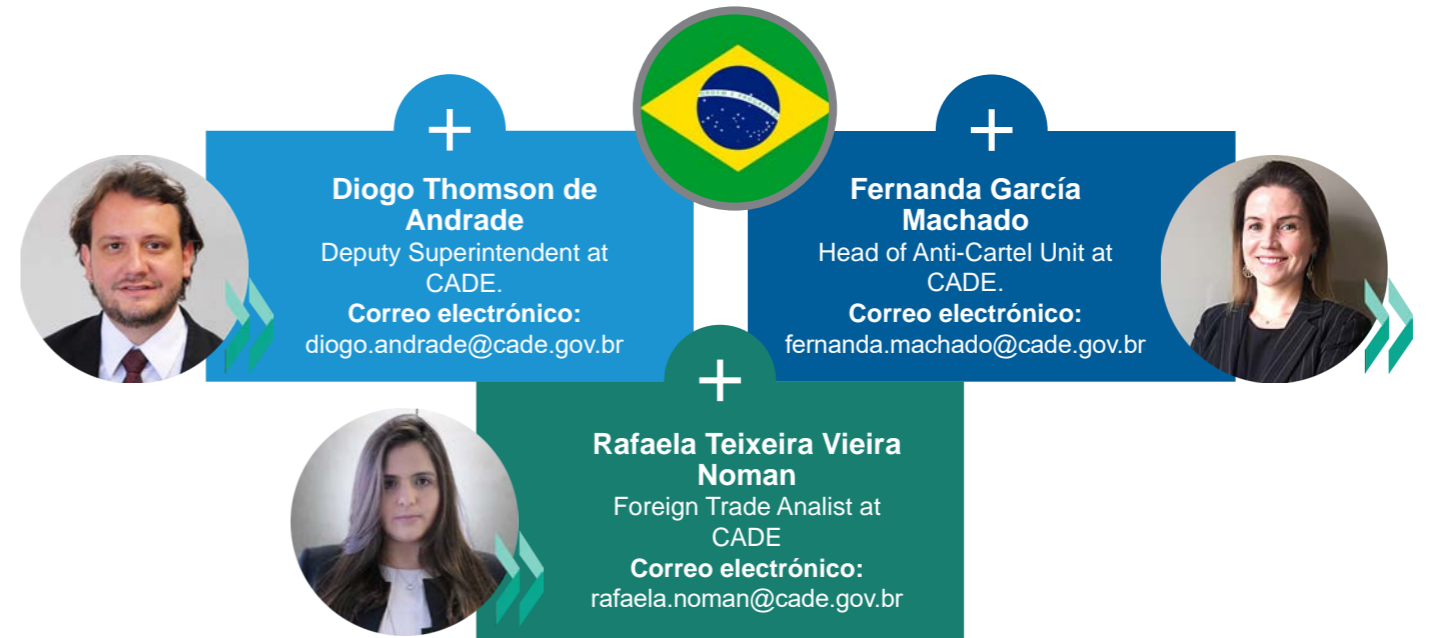 Diogo Thomson de
Andrade
Deputy Superintendent at
CADE.
Correo electrónico:
diogo.andrade@cade.gov.br
Fernanda García
Machado
Head of Anti-Cartel Unit at
CADE.
Correo electrónico:
fernanda.machado@cade.gov.br
Rafaela Teixeira Vieira
Noman
Foreign Trade Analist at
CADE
Correo electrónico:
rafaela.noman@cade.gov.br